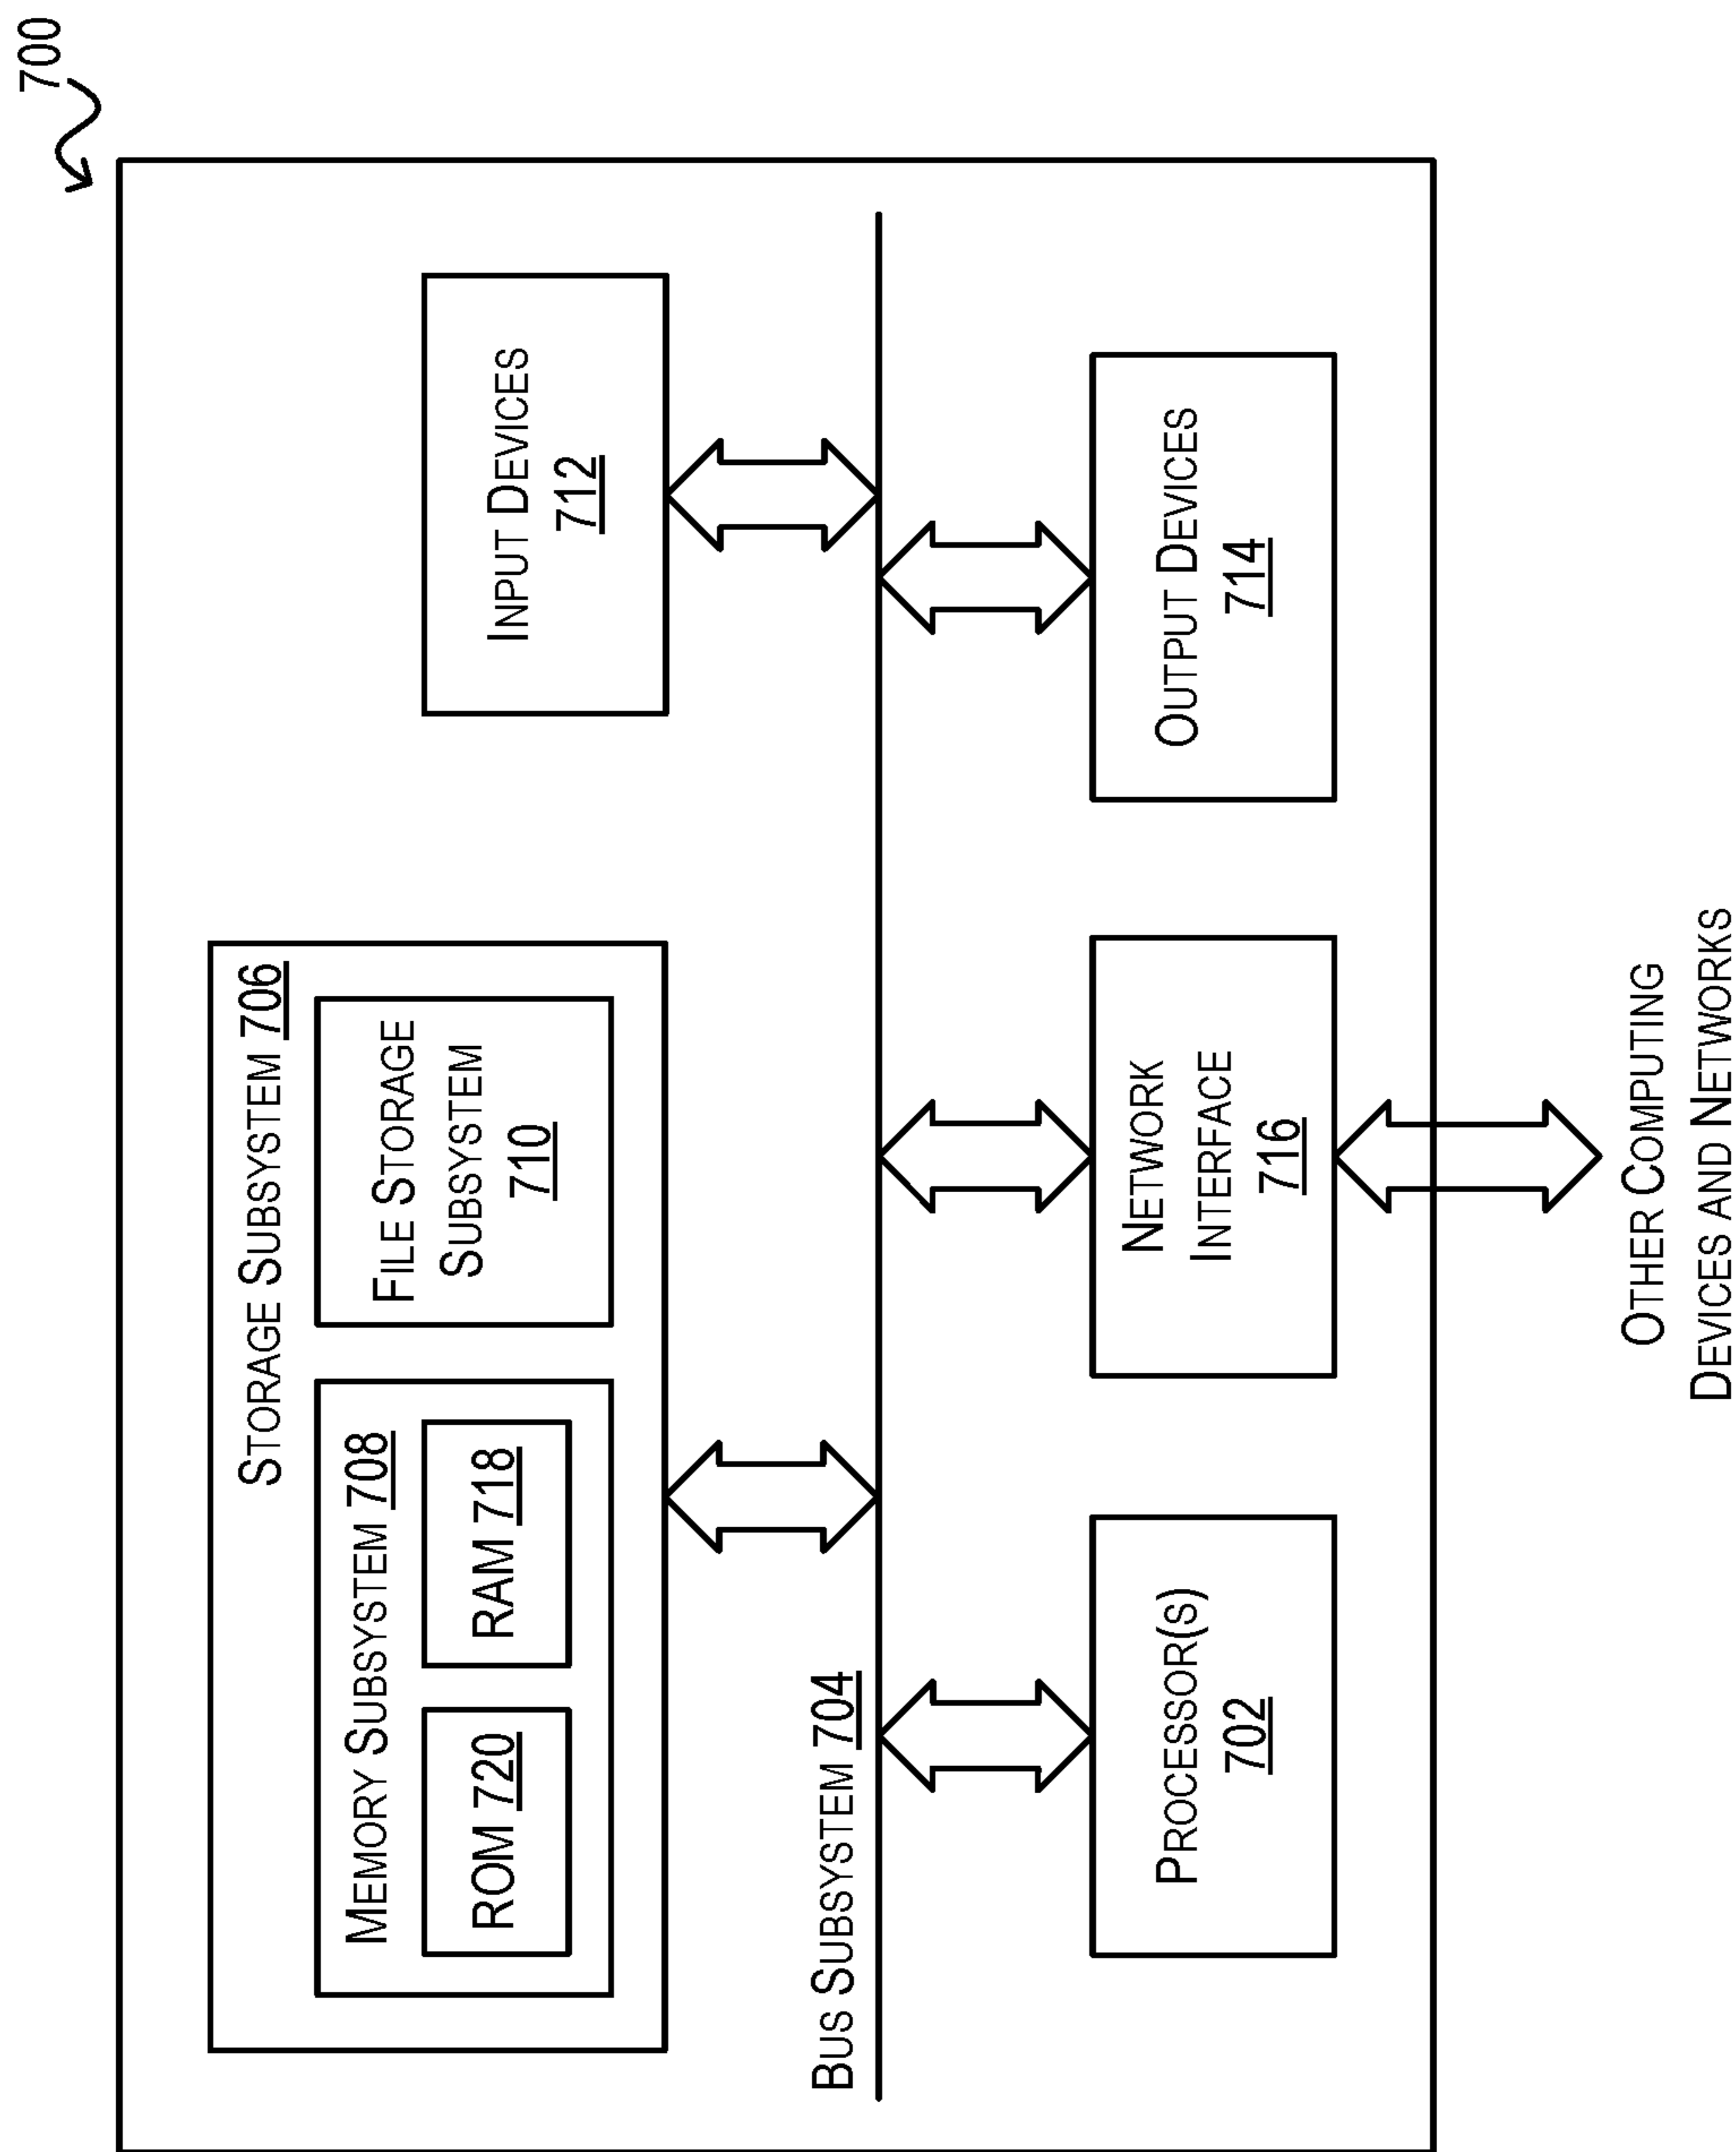 700
STORAGE SUBSYSTEM 706
MEMORY SUBSYSTEM 708
ROM 720
RAM 718
FILE STORAGE
SUBSYSTEM
710
INPUT DEVICES
712
BUS SUBSYSTEM 704
PROCESSOR(S)
702
NETWORK
INTERFACE
716
OUTPUT DEVICES
714
OTHER COMPUTING
DEVICES AND NETWORKS